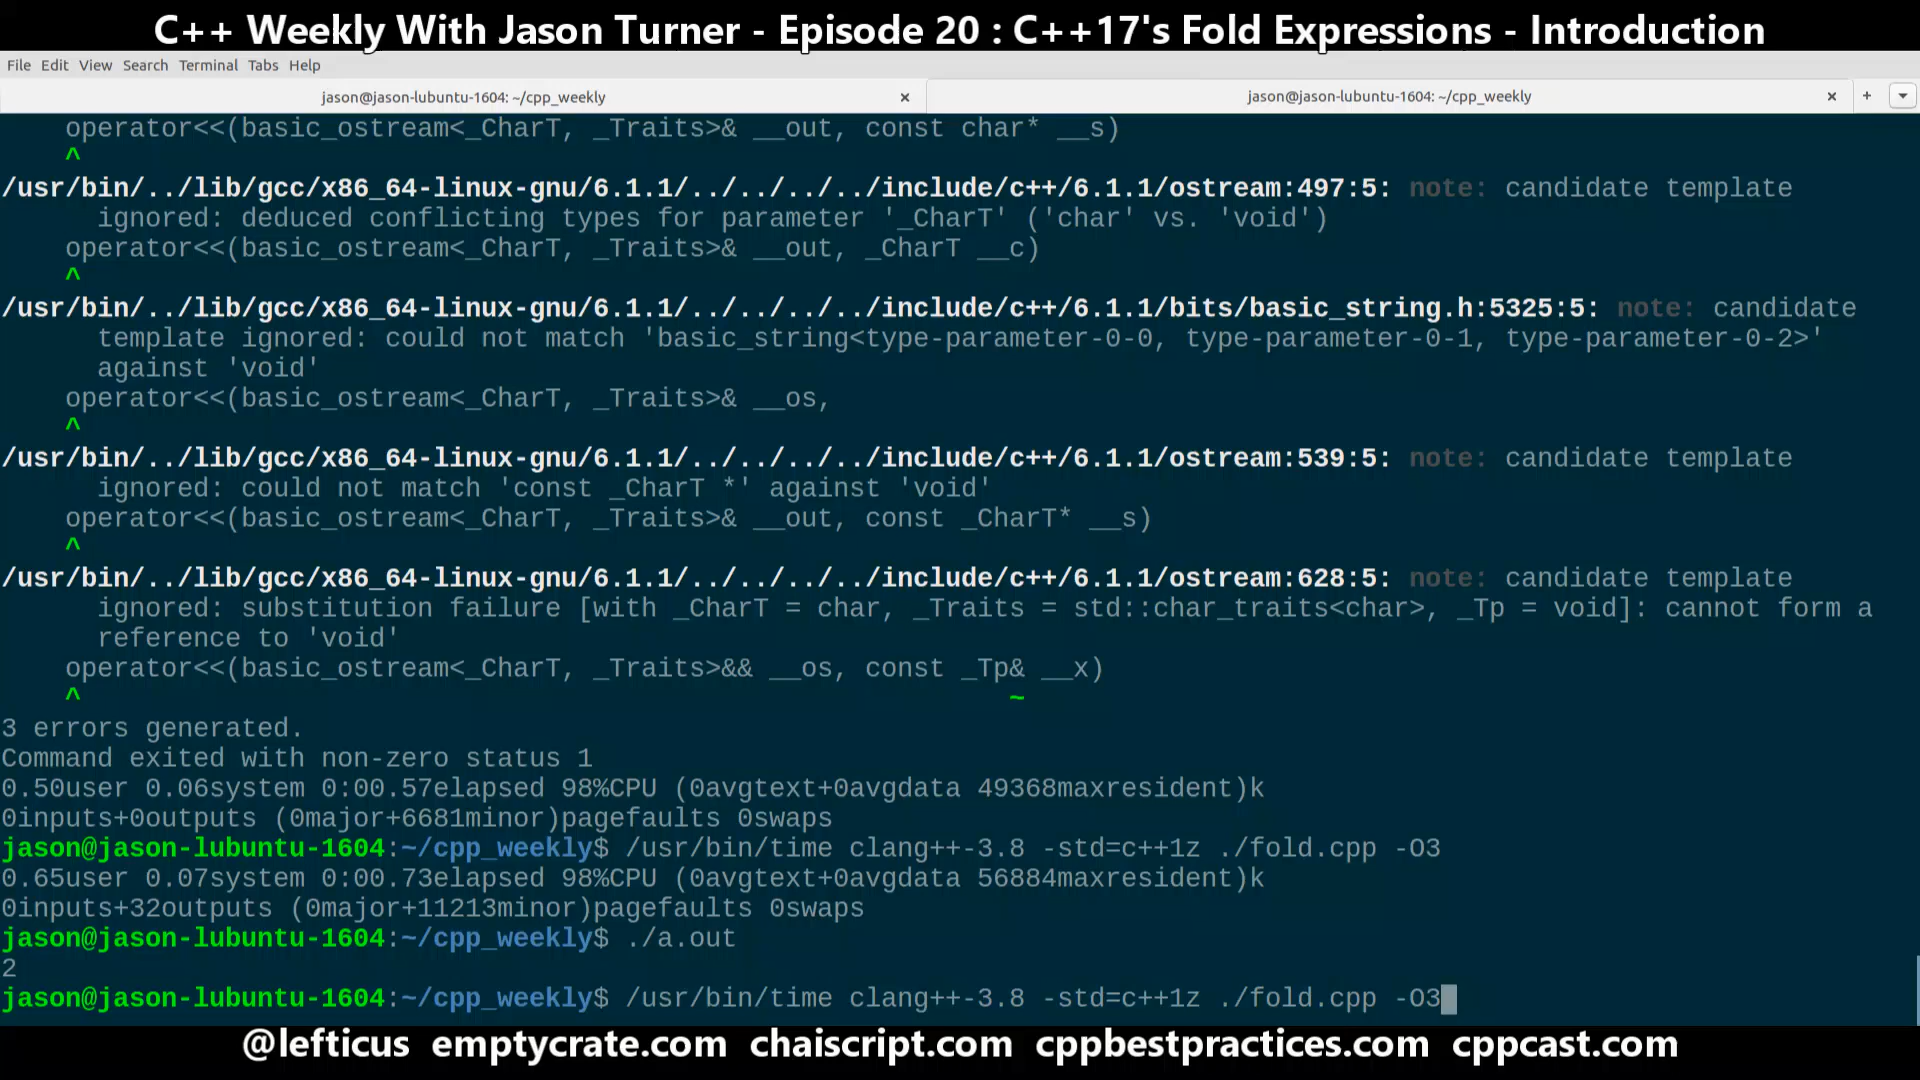 C++ Weekly With Jason Turner - Episode 20 : C++17's Fold Expressions - Introduction
File Edit View Search Terminal Tabs Help
jason@jason-lubuntu-1604: ~/cpp_weekly × jason@jason-lubuntu-1604: ~/cpp_weekly × +
operator<<(basic_ostream<_CharT, _Traits>& __out, const char* __s)
^
/usr/bin/../lib/gcc/x86_64-linux-gnu/6.1.1/../../../../include/c++/6.1.1/ostream:497:5: note: candidate template
ignored: deduced conflicting types for parameter '_CharT' ('char' vs. 'void')
operator<<(basic_ostream<_CharT, _Traits>& __out, _CharT __c)
^
/usr/bin/../lib/gcc/x86_64-linux-gnu/6.1.1/../../../../include/c++/6.1.1/bits/basic_string.h:5325:5: note: candidate
template ignored: could not match 'basic_string<type-parameter-0-0, type-parameter-0-1, type-parameter-0-2>'
against 'void'
operator<<(basic_ostream<_CharT, _Traits>& __os,
^
/usr/bin/../lib/gcc/x86_64-linux-gnu/6.1.1/../../../../include/c++/6.1.1/ostream:539:5: note: candidate template
ignored: could not match 'const _CharT *' against 'void'
operator<<(basic_ostream<_CharT, _Traits>& __out, const _CharT* __s)
^
/usr/bin/../lib/gcc/x86_64-linux-gnu/6.1.1/../../../../include/c++/6.1.1/ostream:628:5: note: candidate template
ignored: substitution failure [with _CharT = char, _Traits = std::char_traits<char>, _Tp = void]: cannot form a
reference to 'void'
operator<<(basic_ostream<_CharT, _Traits>&& __os, const _Tp& __x)
^ ~
3 errors generated.
Command exited with non-zero status 1
0.50user 0.06system 0:00.57elapsed 98%CPU (0avgtext+0avgdata 49368maxresident)k
0inputs+0outputs (0major+6681minor)pagefaults 0swaps
jason@jason-lubuntu-1604:~/cpp_weekly$ /usr/bin/time clang++-3.8 -std=c++1z ./fold.cpp -O3
0.65user 0.07system 0:00.73elapsed 98%CPU (0avgtext+0avgdata 56884maxresident)k
0inputs+32outputs (0major+11213minor)pagefaults 0swaps
jason@jason-lubuntu-1604:~/cpp_weekly$ ./a.out
2
jason@jason-lubuntu-1604:~/cpp_weekly$ /usr/bin/time clang++-3.8 -std=c++1z ./fold.cpp -O3
@lefticus emptycrate.com chaiscript.com cppbestpractices.com cppcast.com